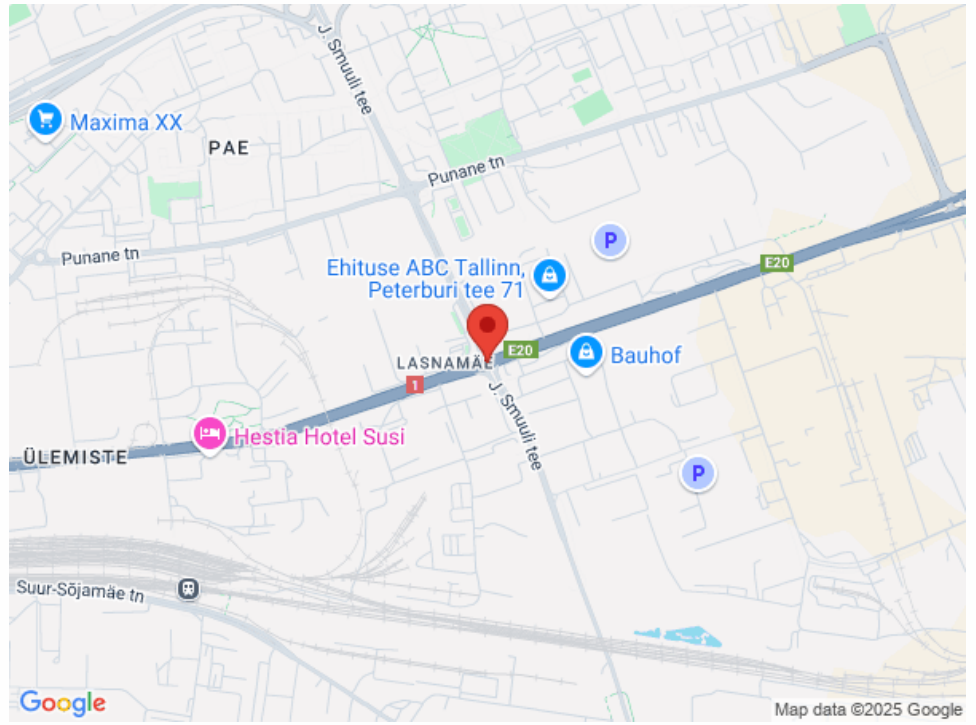 J. Smuuli tee
Maxima XX
PAE
Punane tn
Punane tn
P
E20
Ehituse ABC Tallinn,
Peterburi tee 71
E20
Bauhof
LASNAMÄE
1
J. Smuuli tee
Hestia Hotel Susi
ÜLEMISTE
P
Suur-Sõjamäe tn
Google
Map data ©2025 Google